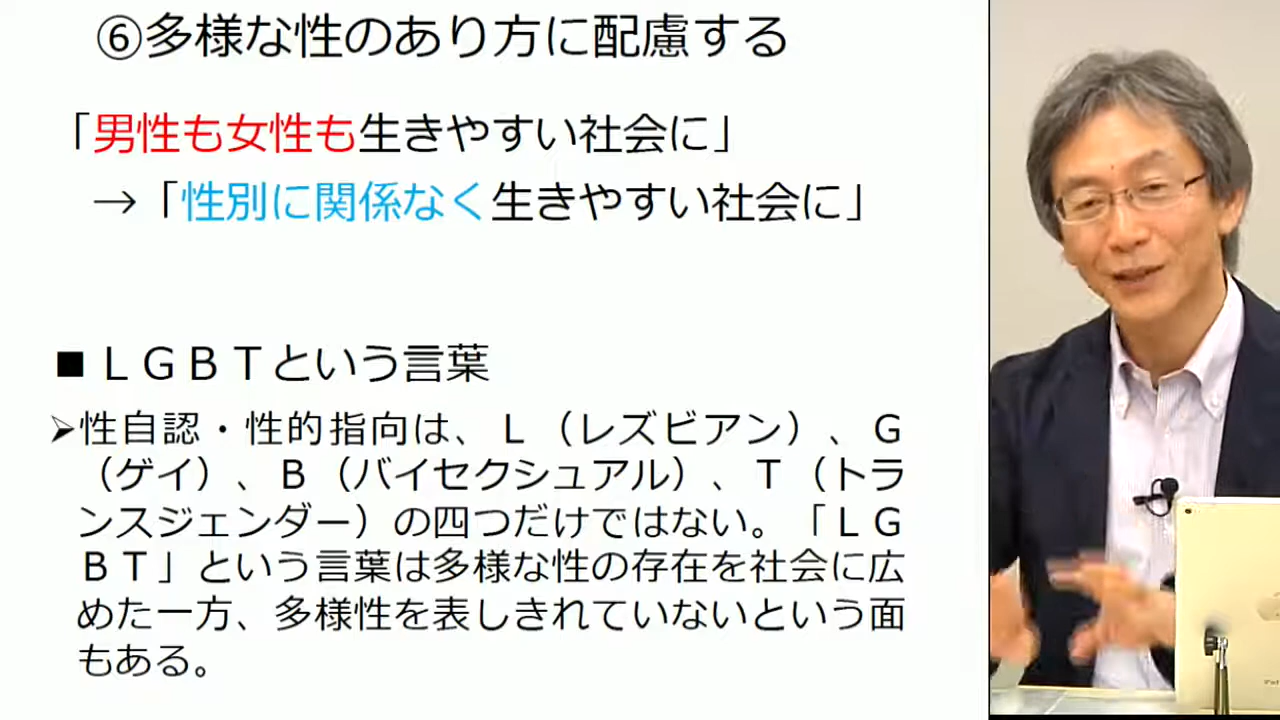 ⑥多様な性のあり方に配慮する
「男性も女性も生きやすい社会に」
→「性別に関係なく生きやすい社会に」
■ＬＧＢＴという言葉
➢性自認・性的指向は、Ｌ（レズビアン）、Ｇ
（ゲイ）、Ｂ（バイセクシュアル）、Ｔ（トラ
ンスジェンダー）の四つだけではない。「ＬＧ
ＢＴ」という言葉は多様な性の存在を社会に広
めた一方、多様性を表しきれていないという面
もある。